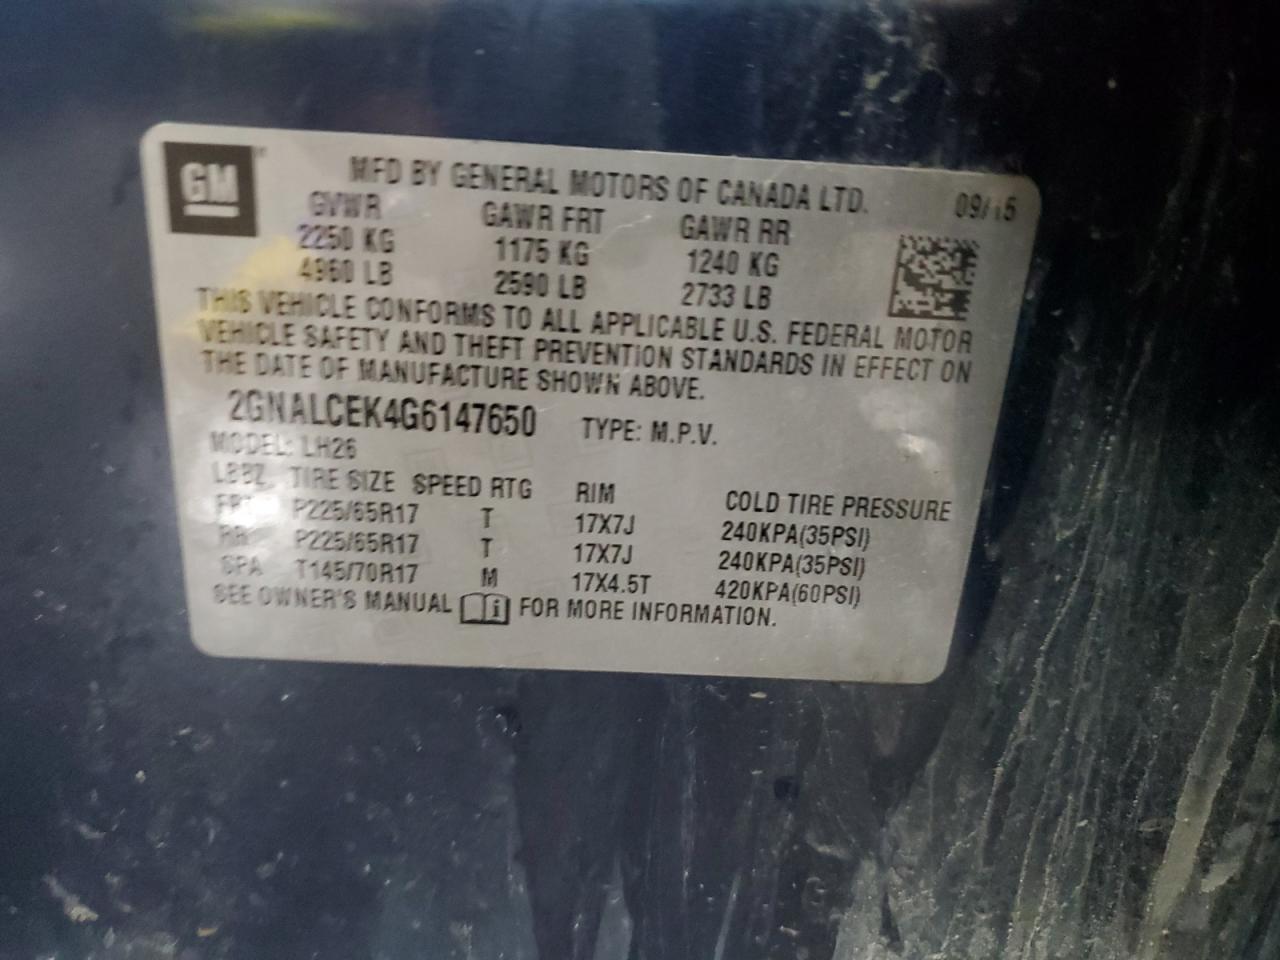 GM
MFD BY GENERAL MOTORS OF CANADA LTD. 09/15
GVWR GAWR FRT GAWR RR
2250 KG 1175 KG 1240 KG
4960 LB 2590 LB 2733 LB
THIS VEHICLE CONFORMS TO ALL APPLICABLE U.S. FEDERAL MOTOR
VEHICLE SAFETY AND THEFT PREVENTION STANDARDS IN EFFECT ON
THE DATE OF MANUFACTURE SHOWN ABOVE.
2GNALCEK4G6147650 TYPE: M.P.V.
MODEL: LH26
LBBZ TIRE SIZE SPEED RTG RIM COLD TIRE PRESSURE
FRT P225/65R17 T 17X7J 240KPA(35PSI)
RR P225/65R17 T 17X7J 240KPA(35PSI)
SPA T145/70R17 M 17X4.5T 420KPA(60PSI)
SEE OWNER'S MANUAL i FOR MORE INFORMATION.